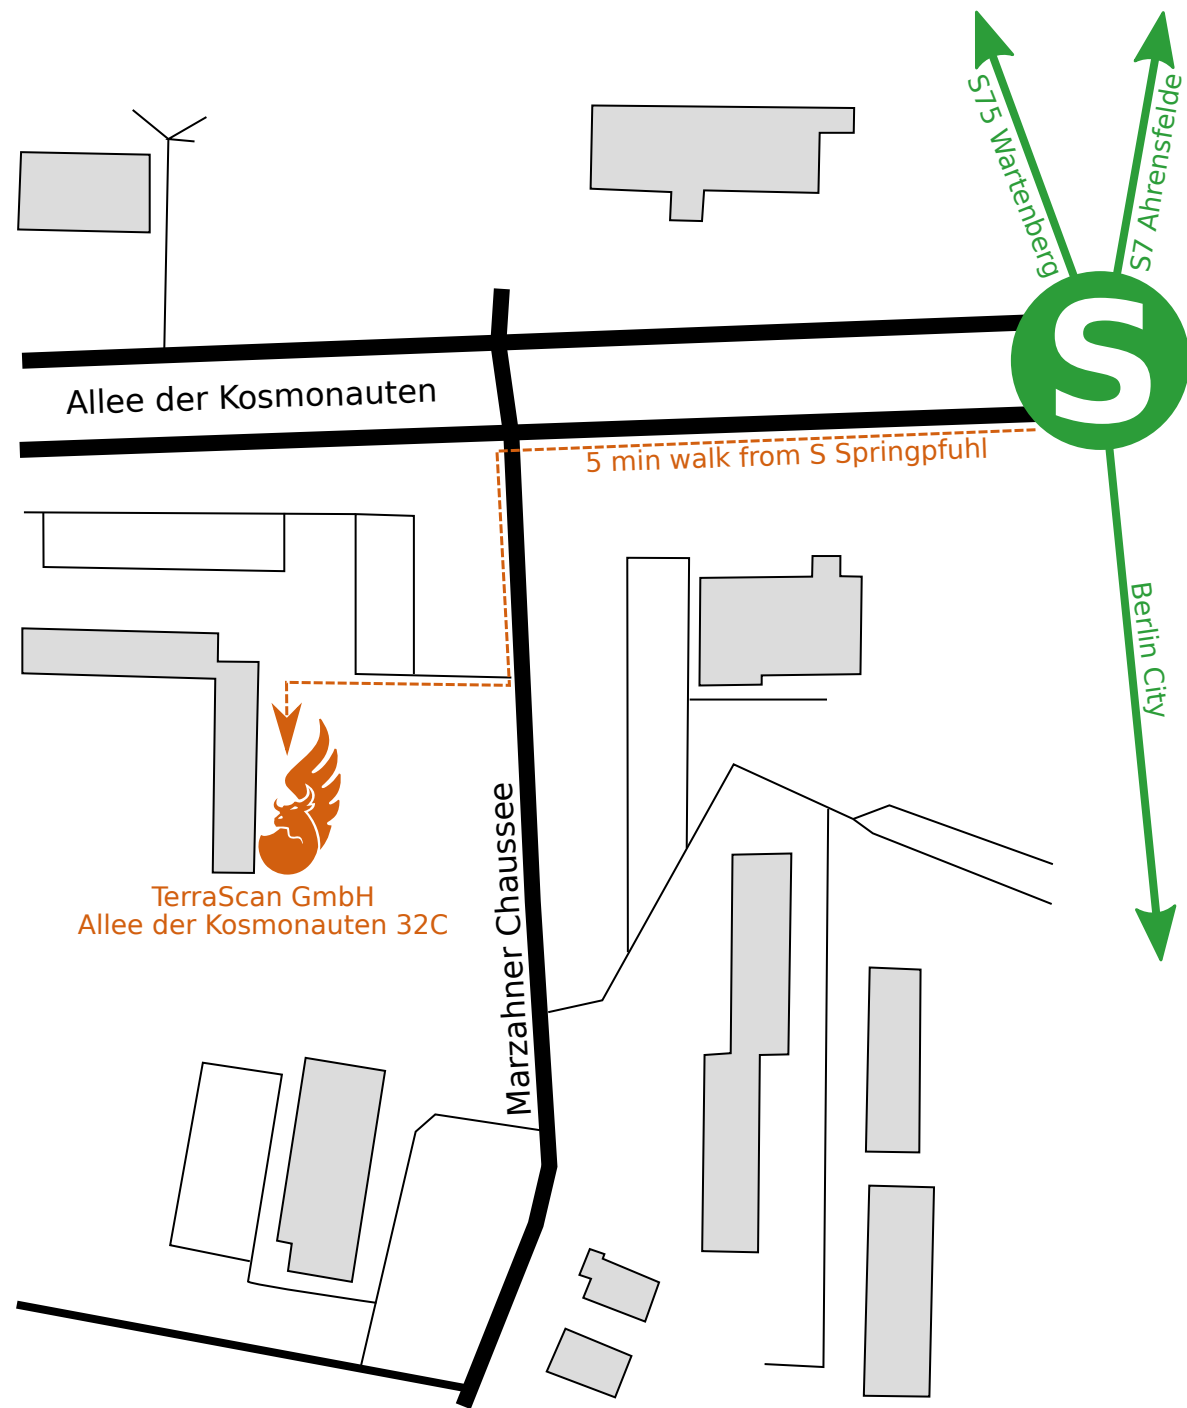 S75 Wartenberg
S7 Ahrensfelde
S
Allee der Kosmonauten
5 min walk from S Springpfuhl
Berlin City
Marzahner Chaussee
TerraScan GmbH
Allee der Kosmonauten 32C